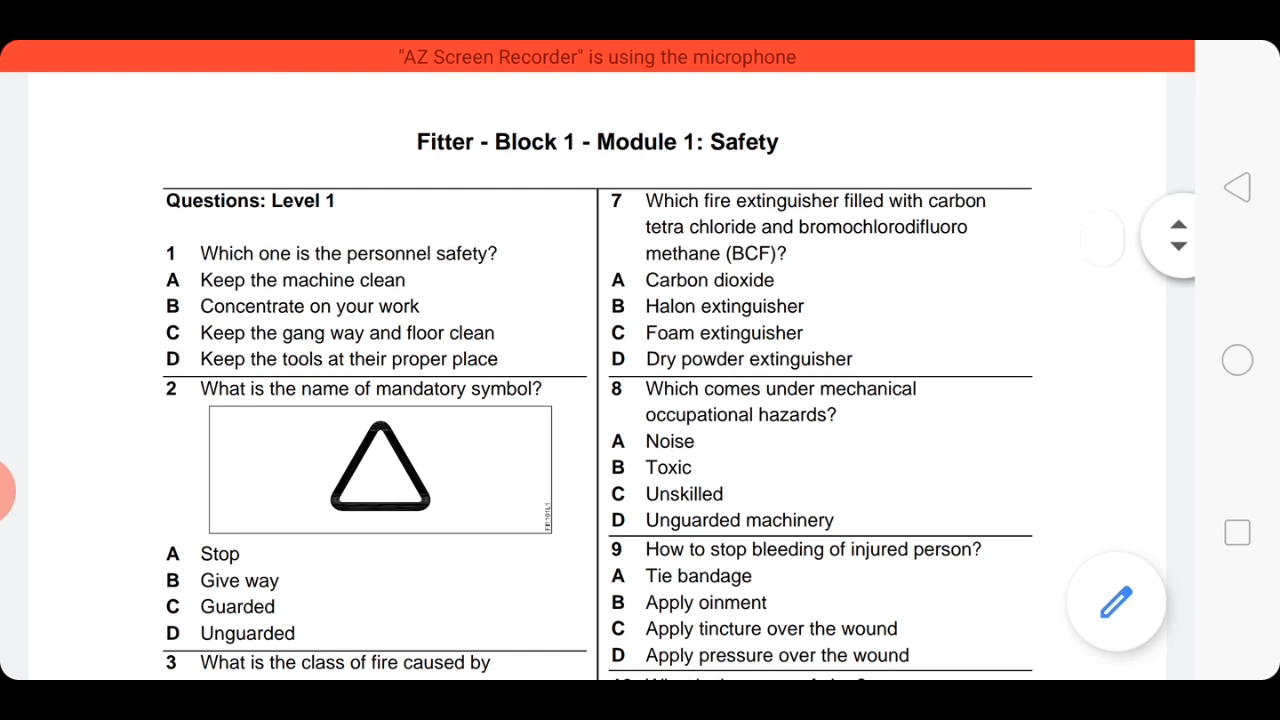 "AZ Screen Recorder" is using the microphone
Fitter - Block 1 - Module 1: Safety
Questions: Level 1
1 Which one is the personnel safety?
A Keep the machine clean
B Concentrate on your work
C Keep the gang way and floor clean
D Keep the tools at their proper place
2 What is the name of mandatory symbol?
A Stop
B Give way
C Guarded
D Unguarded
3 What is the class of fire caused by
7 Which fire extinguisher filled with carbon
tetra chloride and bromochlorodifluoro
methane (BCF)?
A Carbon dioxide
B Halon extinguisher
C Foam extinguisher
D Dry powder extinguisher
8 Which comes under mechanical
occupational hazards?
A Noise
B Toxic
C Unskilled
D Unguarded machinery
9 How to stop bleeding of injured person?
A Tie bandage
B Apply oinment
C Apply tincture over the wound
D Apply pressure over the wound